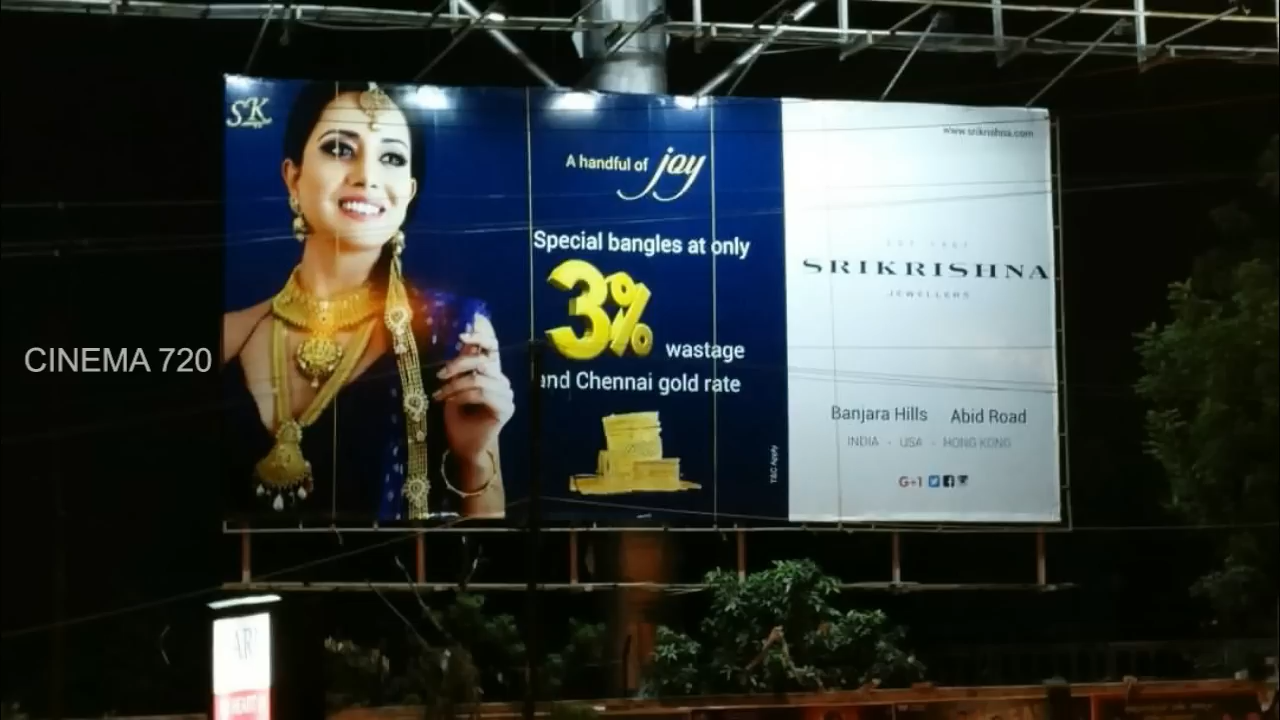 CINEMA 720
SK
A handful of joy
Special bangles at only
3%
wastage
and Chennai gold rate
T&C Apply
www.srikrishna.com
SRIKRISHNA
JEWELLERS
Banjara Hills Abid Road
INDIA - USA - HONG KONG
G+1